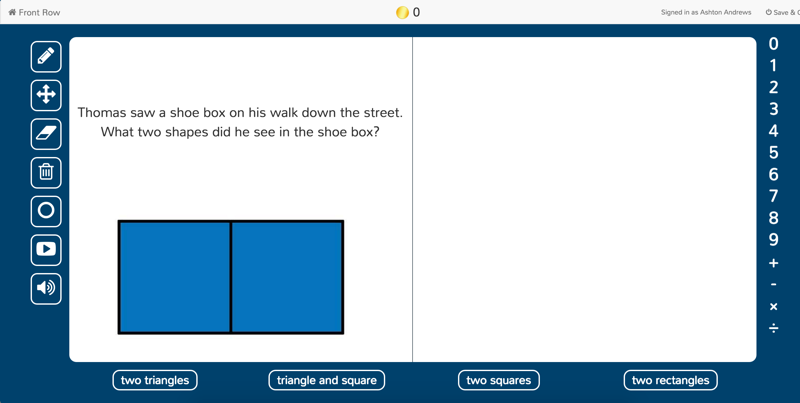 Front Row
0
Signed in as Ashton Andrews
Save &
Thomas saw a shoe box on his walk down the street.
What two shapes did he see in the shoe box?
0
1
2
3
4
5
6
7
8
9
+
-
×
÷
two triangles
triangle and square
two squares
two rectangles